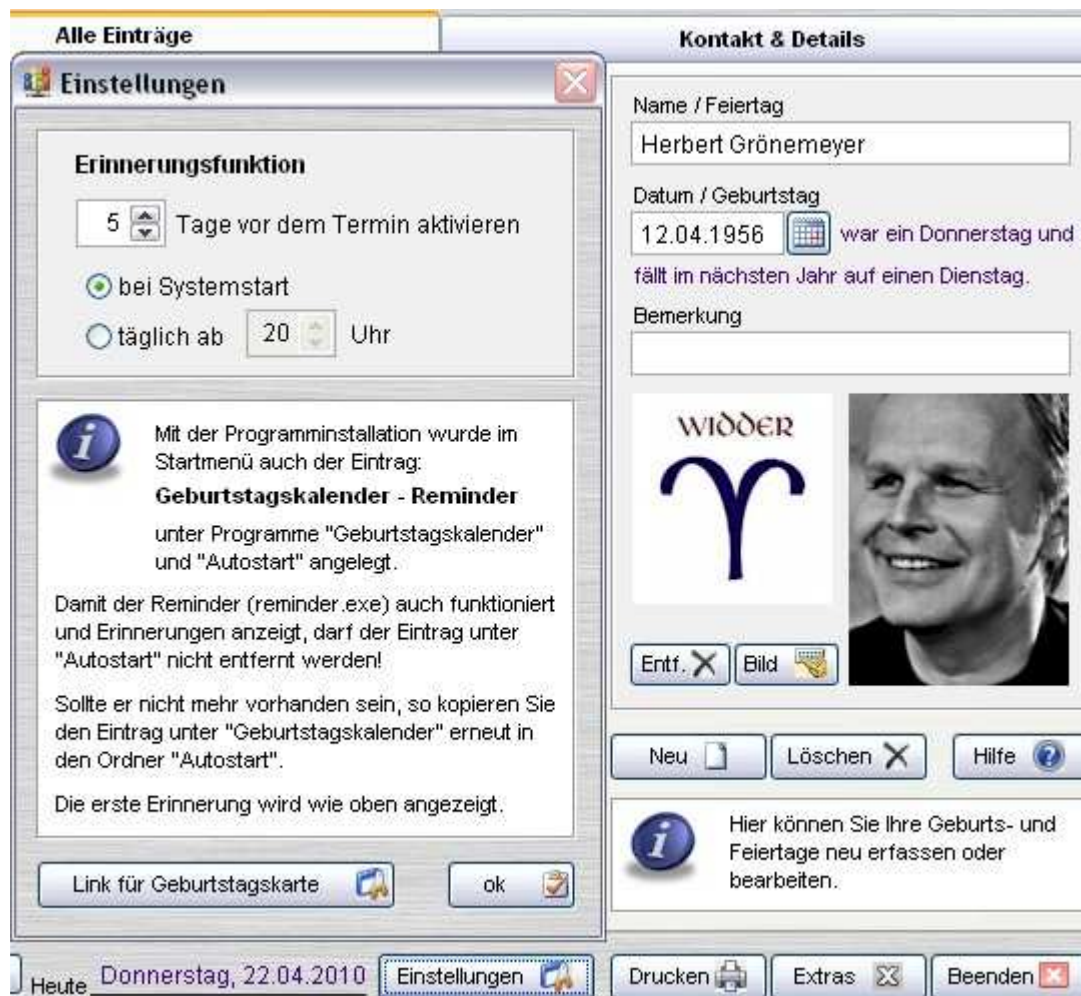 Alle Einträge
Kontakt & Details
Einstellungen
Erinnerungsfunktion
5 Tage vor dem Termin aktivieren
bei Systemstart
täglich ab 20 Uhr
Mit der Programminstallation wurde im
Startmenü auch der Eintrag:
Geburtstagskalender - Reminder
unter Programme "Geburtstagskalender"
und "Autostart" angelegt.
Damit der Reminder (reminder.exe) auch funktioniert
und Erinnerungen anzeigt, darf der Eintrag unter
"Autostart" nicht entfernt werden!
Sollte er nicht mehr vorhanden sein, so kopieren Sie
den Eintrag unter "Geburtstagskalender" erneut in
den Ordner "Autostart".
Die erste Erinnerung wird wie oben angezeigt.
Link für Geburtstagskarte
ok
Name / Feiertag
Herbert Grönemeyer
Datum / Geburtstag
12.04.1956 war ein Donnerstag und
fällt im nächsten Jahr auf einen Dienstag.
Bemerkung
WIDDER
Entf. Bild
Neu Löschen Hilfe
Hier können Sie Ihre Geburts- und
Feiertage neu erfassen oder
bearbeiten.
Heute Donnerstag, 22.04.2010 Einstellungen Drucken Extras Beenden